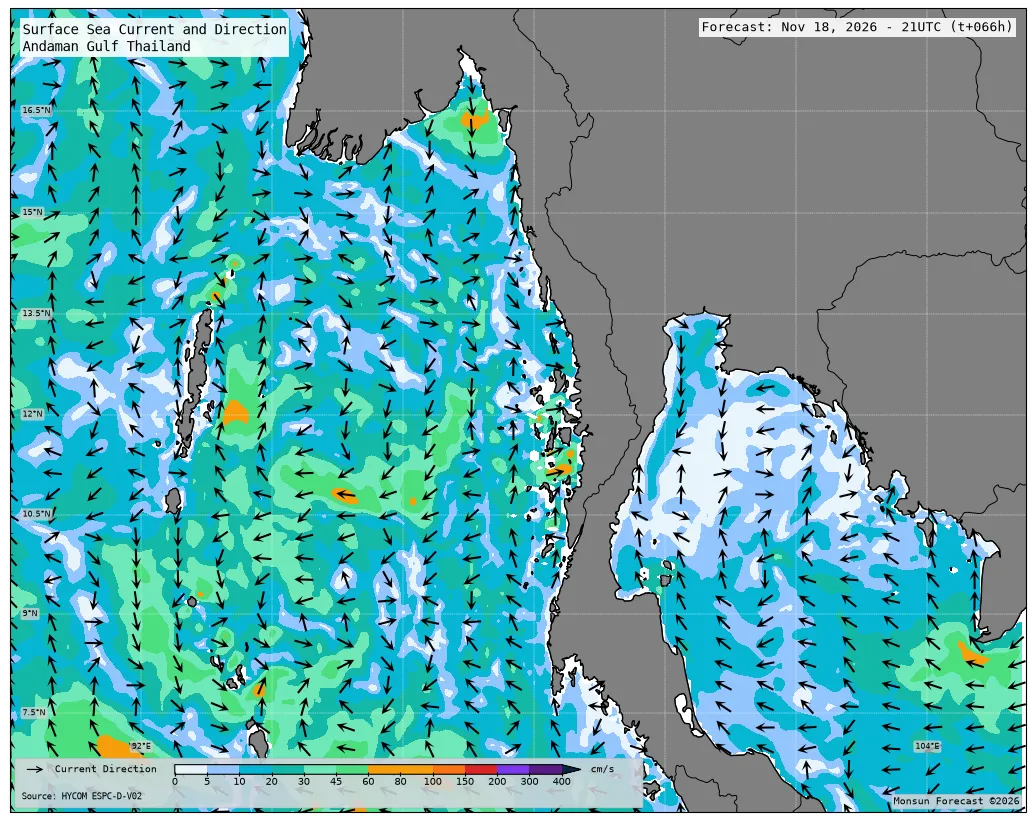 Surface Sea Current and Direction
Andaman Gulf Thailand
Forecast: Nov 18, 2026 - 21UTC (t+066h)
16.5°N
15°N
13.5°N
12°N
10.5°N
9°N
7.5°N
92°E
104°E
Current Direction
0 5 10 20 30 45 60 80 100 150 200 300 400 cm/s
Source: HYCOM ESPC-D-V02
Monsun Forecast ©2026